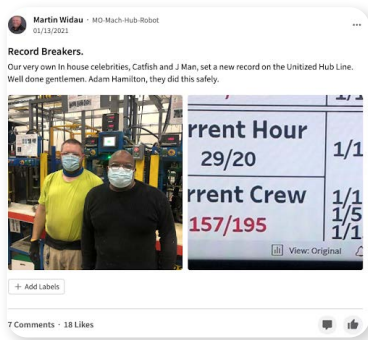 Martin Widau · MO-Mach-Hub-Robot
01/13/2021
Record Breakers.
Our very own In house celebrities, Catfish and J Man, set a new record on the Unitized Hub Line.
Well done gentlemen. Adam Hamilton, they did this safely.
rrent Hour
29/20
1/1
rrent Crew
157/195
1/1
1/5
1/1
View: Original
+ Add Labels
7 Comments · 18 Likes